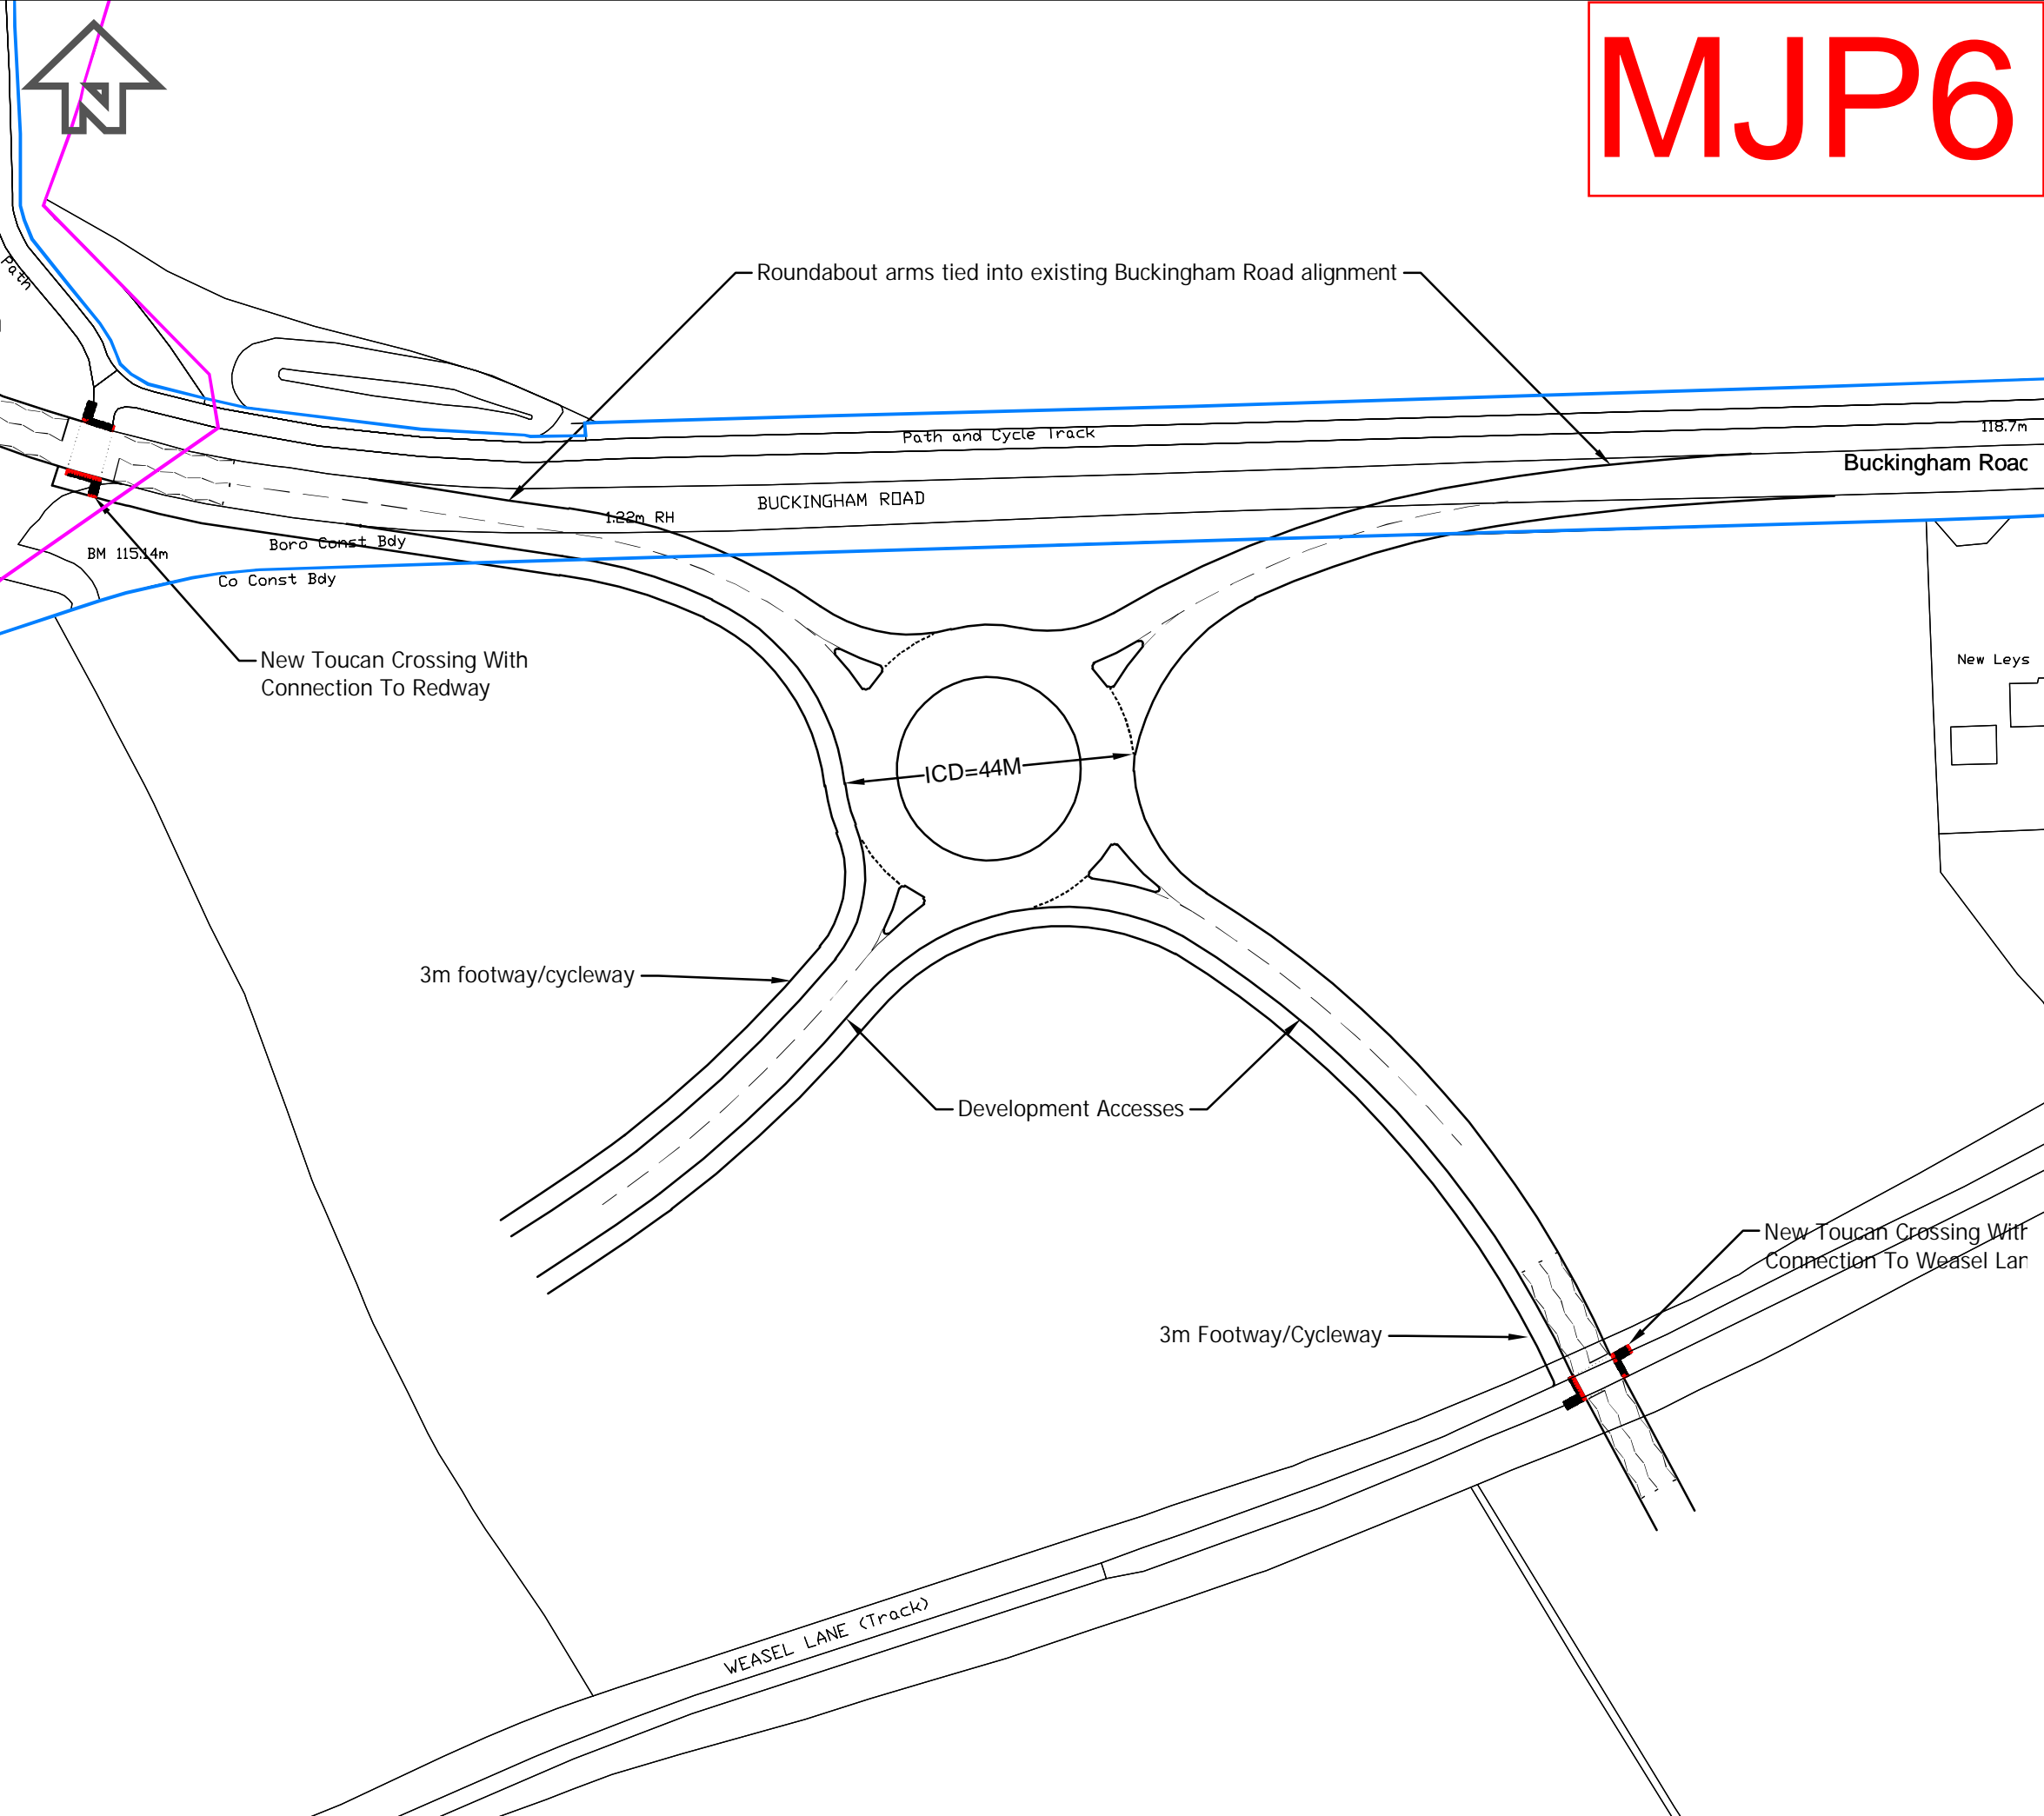 MJP6
N
Path
Roundabout arms tied into existing Buckingham Road alignment
Path and Cycle Track
118.7m
Buckingham Road
BUCKINGHAM ROAD
1.22m RH
Boro Const Bdy
BM 115.14m
Co Const Bdy
New Toucan Crossing With
Connection To Redway
New Leys
ICD=44M
3m footway/cycleway
Development Accesses
New Toucan Crossing With
Connection To Weasel Lan
3m Footway/Cycleway
WEASEL LANE (Track)